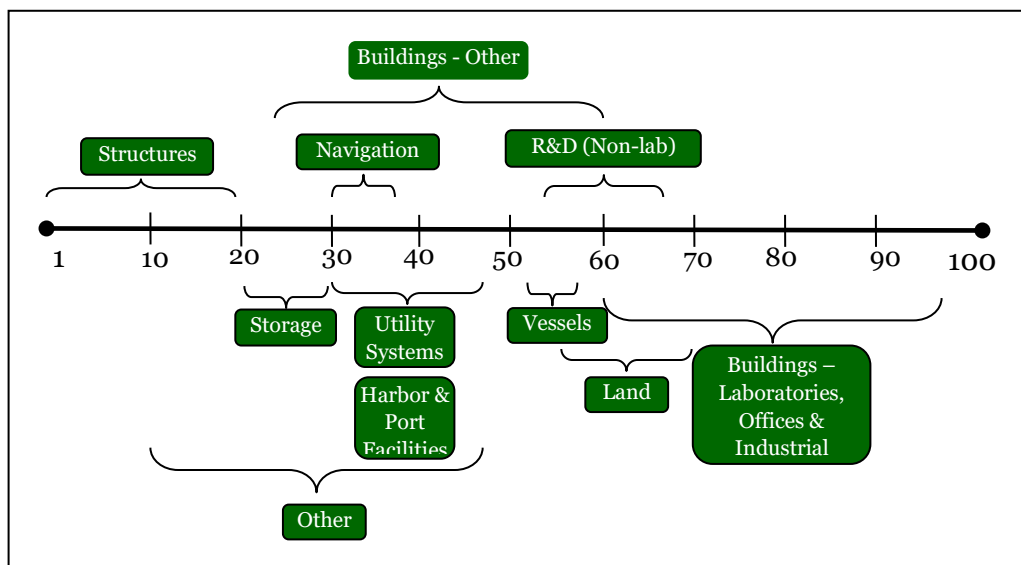 Buildings - Other
Structures
Navigation
R&D (Non-lab)
1 10 20 30 40 50 60 70 80 90 100
Storage
Utility
Systems
Vessels
Harbor &
Port
Facilities
Land
Buildings –
Laboratories,
Offices &
Industrial
Other